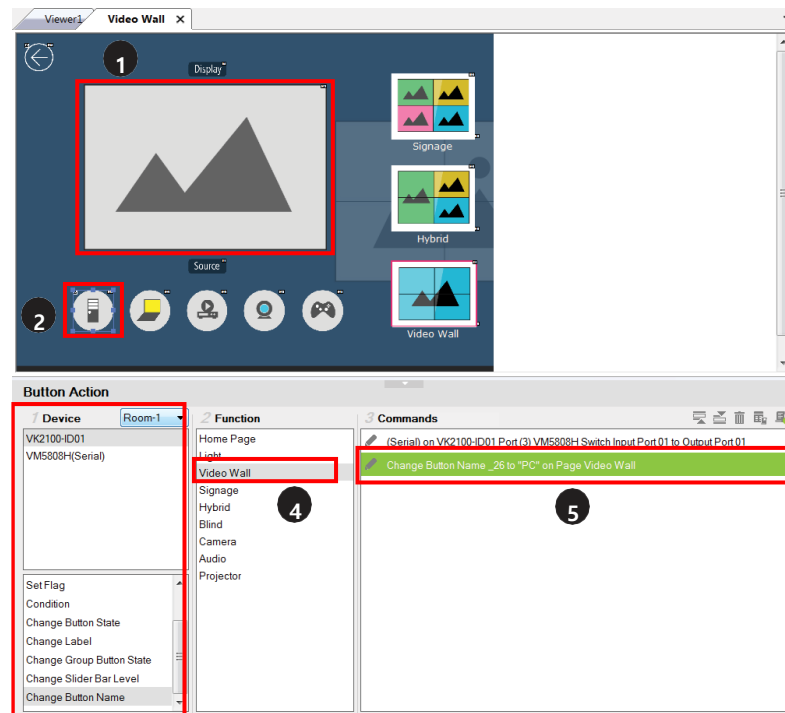 Viewer1 Video Wall X
1
Display
Signage
Hybrid
Source
2
Video Wall
Button Action
1 Device Room-1 2 Function 3 Commands
VK2100-ID01
VM5808H(Serial)
Home Page
Light
Video Wall
Signage
Hybrid
Blind
Camera
Audio
Projector
4
(Serial) on VK2100-ID01 Port (3) VM5808H Switch Input Port 01 to Output Port 01
Change Button Name _26 to "PC" on Page Video Wall
5
Set Flag
Condition
Change Button State
Change Label
Change Group Button State
Change Slider Bar Level
Change Button Name